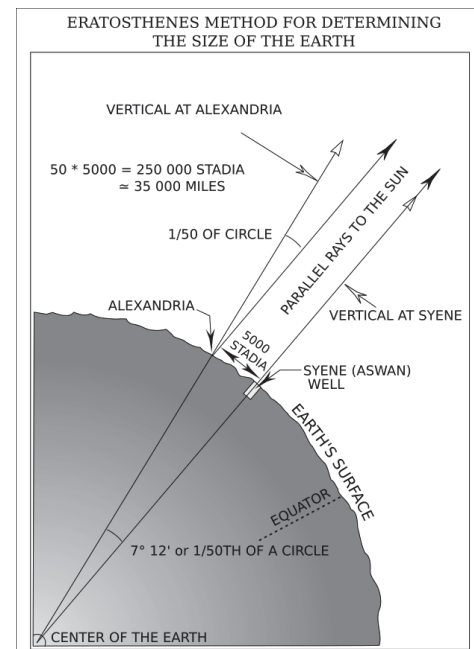 ERATOSTHENES METHOD FOR DETERMINING
THE SIZE OF THE EARTH
VERTICAL AT ALEXANDRIA
50 * 5000 = 250 000 STADIA
≃ 35 000 MILES
1/50 OF CIRCLE
PARALLEL RAYS TO THE SUN
ALEXANDRIA
VERTICAL AT SYENE
5000
STADIA
SYENE (ASWAN)
WELL
EARTH'S SURFACE
EQUATOR
7° 12' or 1/50TH OF A CIRCLE
CENTER OF THE EARTH